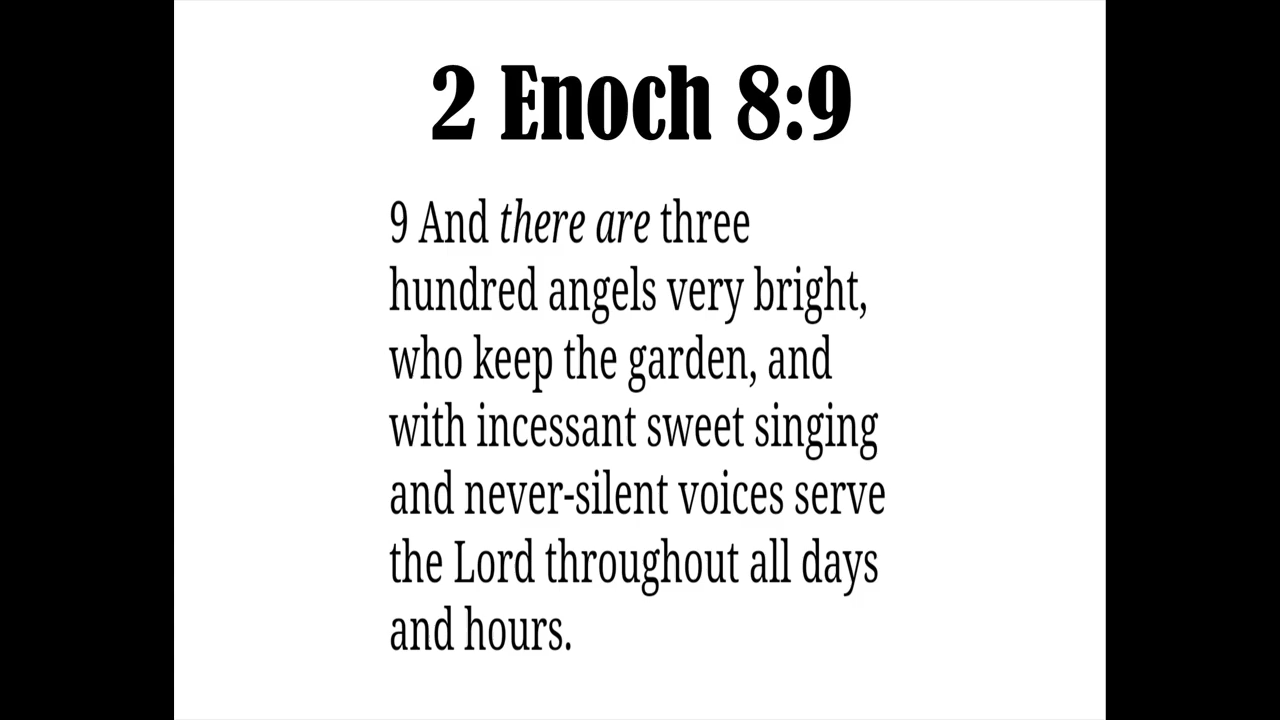 2 Enoch 8:9
9 And there are three
hundred angels very bright,
who keep the garden, and
with incessant sweet singing
and never-silent voices serve
the Lord throughout all days
and hours.